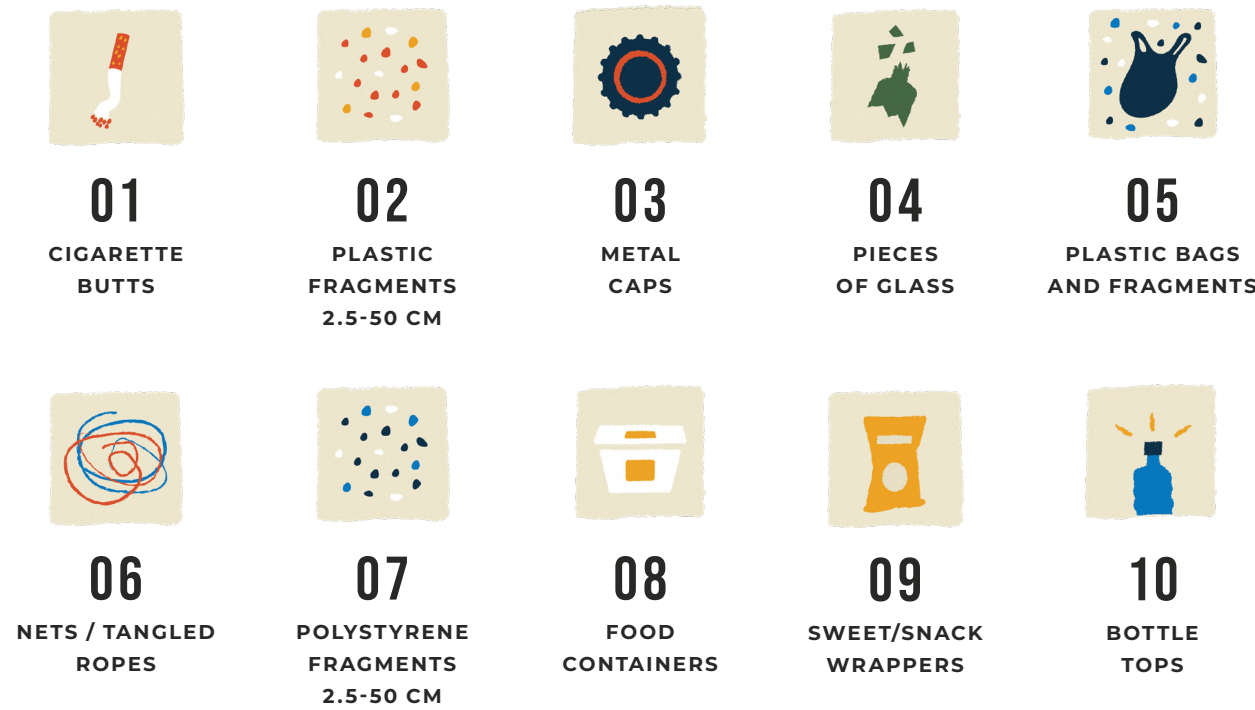 01
CIGARETTE
BUTTS
02
PLASTIC
FRAGMENTS
2.5-50 CM
03
METAL
CAPS
04
PIECES
OF GLASS
05
PLASTIC BAGS
AND FRAGMENTS
06
NETS / TANGLED
ROPES
07
POLYSTYRENE
FRAGMENTS
2.5-50 CM
08
FOOD
CONTAINERS
09
SWEET/SNACK
WRAPPERS
10
BOTTLE
TOPS